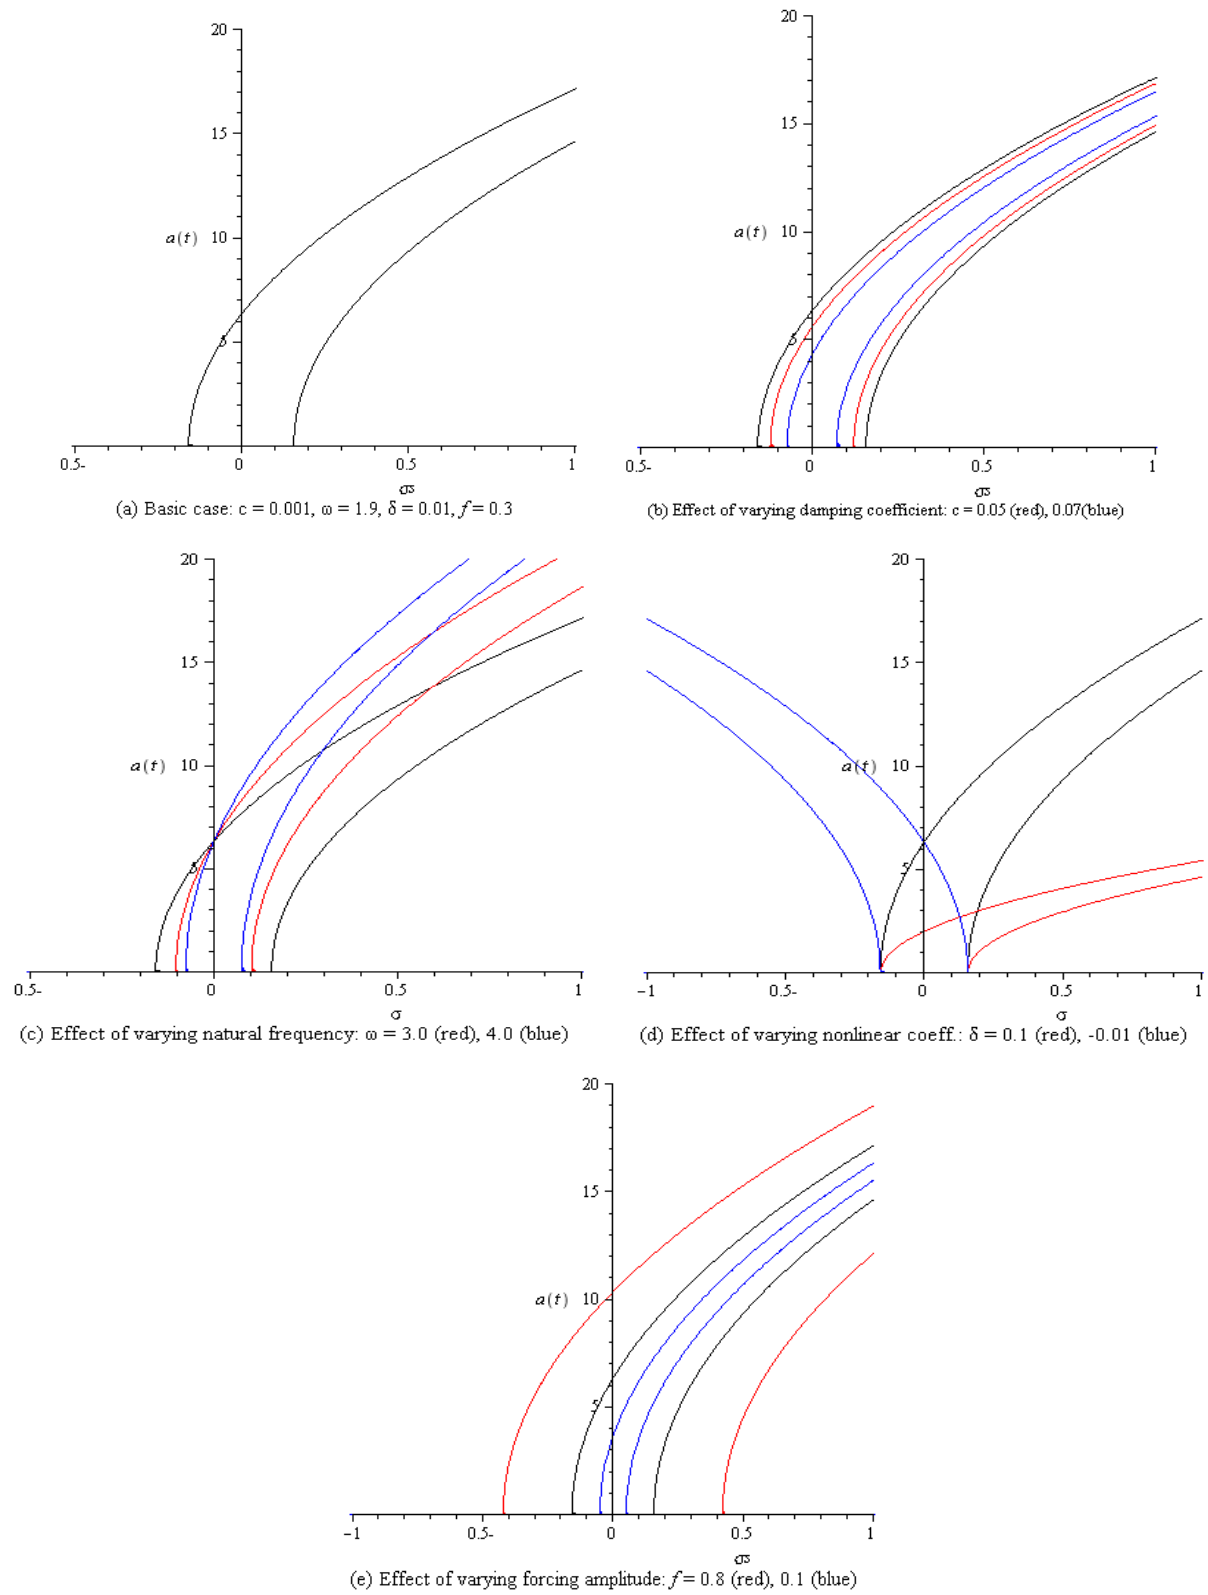 20
15
10
a(t)
5
0.5-
0
0.5
1
σs
(a) Basic case: c = 0.001, ω = 1.9, δ = 0.01, f = 0.3
20
15
10
a(t)
5
0.5-
0
0.5
1
σs
(b) Effect of varying damping coefficient: c = 0.05 (red), 0.07(blue)
20
15
10
a(t)
5
0.5-
0
0.5
1
σ
(c) Effect of varying natural frequency: ω = 3.0 (red), 4.0 (blue)
20
15
10
a(t)
5
−1
0.5-
0
0.5
1
σ
(d) Effect of varying nonlinear coeff.: δ = 0.1 (red), -0.01 (blue)
20
15
10
a(t)
5
−1
0.5-
0
0.5
1
σs
(e) Effect of varying forcing amplitude: f = 0.8 (red), 0.1 (blue)